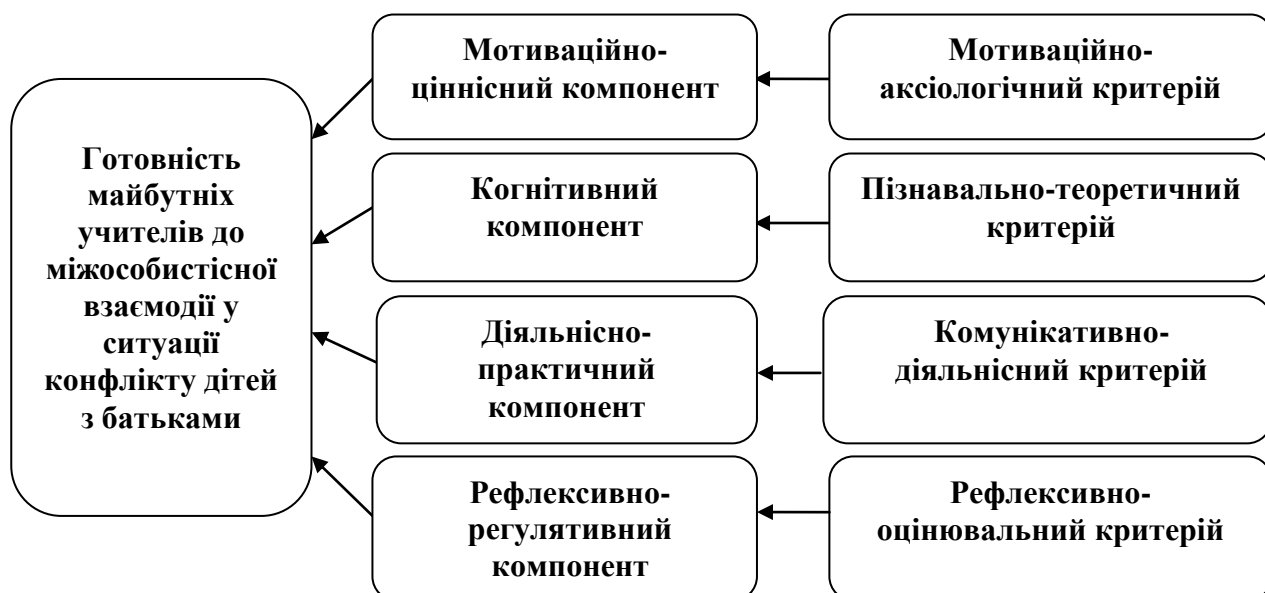 Готовність
майбутніх
учителів до
міжособистісної
взаємодії у
ситуації
конфлікту дітей
з батьками
Мотиваційно-
ціннісний компонент
Мотиваційно-
аксіологічний критерій
Когнітивний
компонент
Пізнавально-теоретичний
критерій
Діяльнісно-
практичний
компонент
Комунікативно-
діяльнісний критерій
Рефлексивно-
регулятивний
компонент
Рефлексивно-
оцінювальний критерій